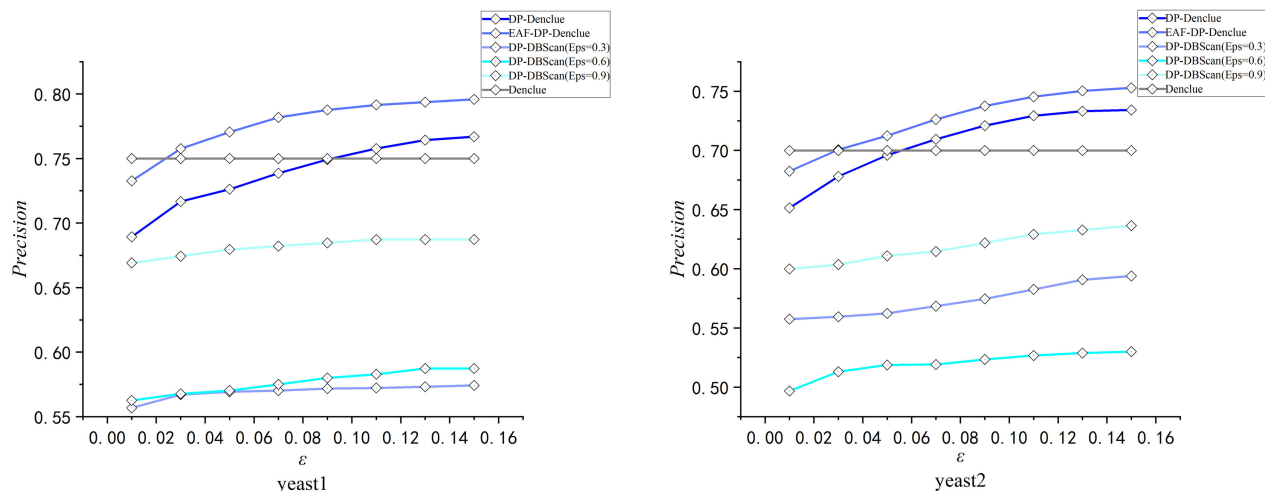 DP-Denclue
EAF-DP-Denclue
DP-DBScan(Eps=0.3)
DP-DBScan(Eps=0.6)
DP-DBScan(Eps=0.9)
Denclue
Precision
0.80
0.75
0.70
0.65
0.60
0.55
0.00 0.02 0.04 0.06 0.08 0.10 0.12 0.14 0.16
ε
yeast1
DP-Denclue
EAF-DP-Denclue
DP-DBScan(Eps=0.3)
DP-DBScan(Eps=0.6)
DP-DBScan(Eps=0.9)
Denclue
Precision
0.75
0.70
0.65
0.60
0.55
0.50
0.00 0.02 0.04 0.06 0.08 0.10 0.12 0.14 0.16
ε
yeast2